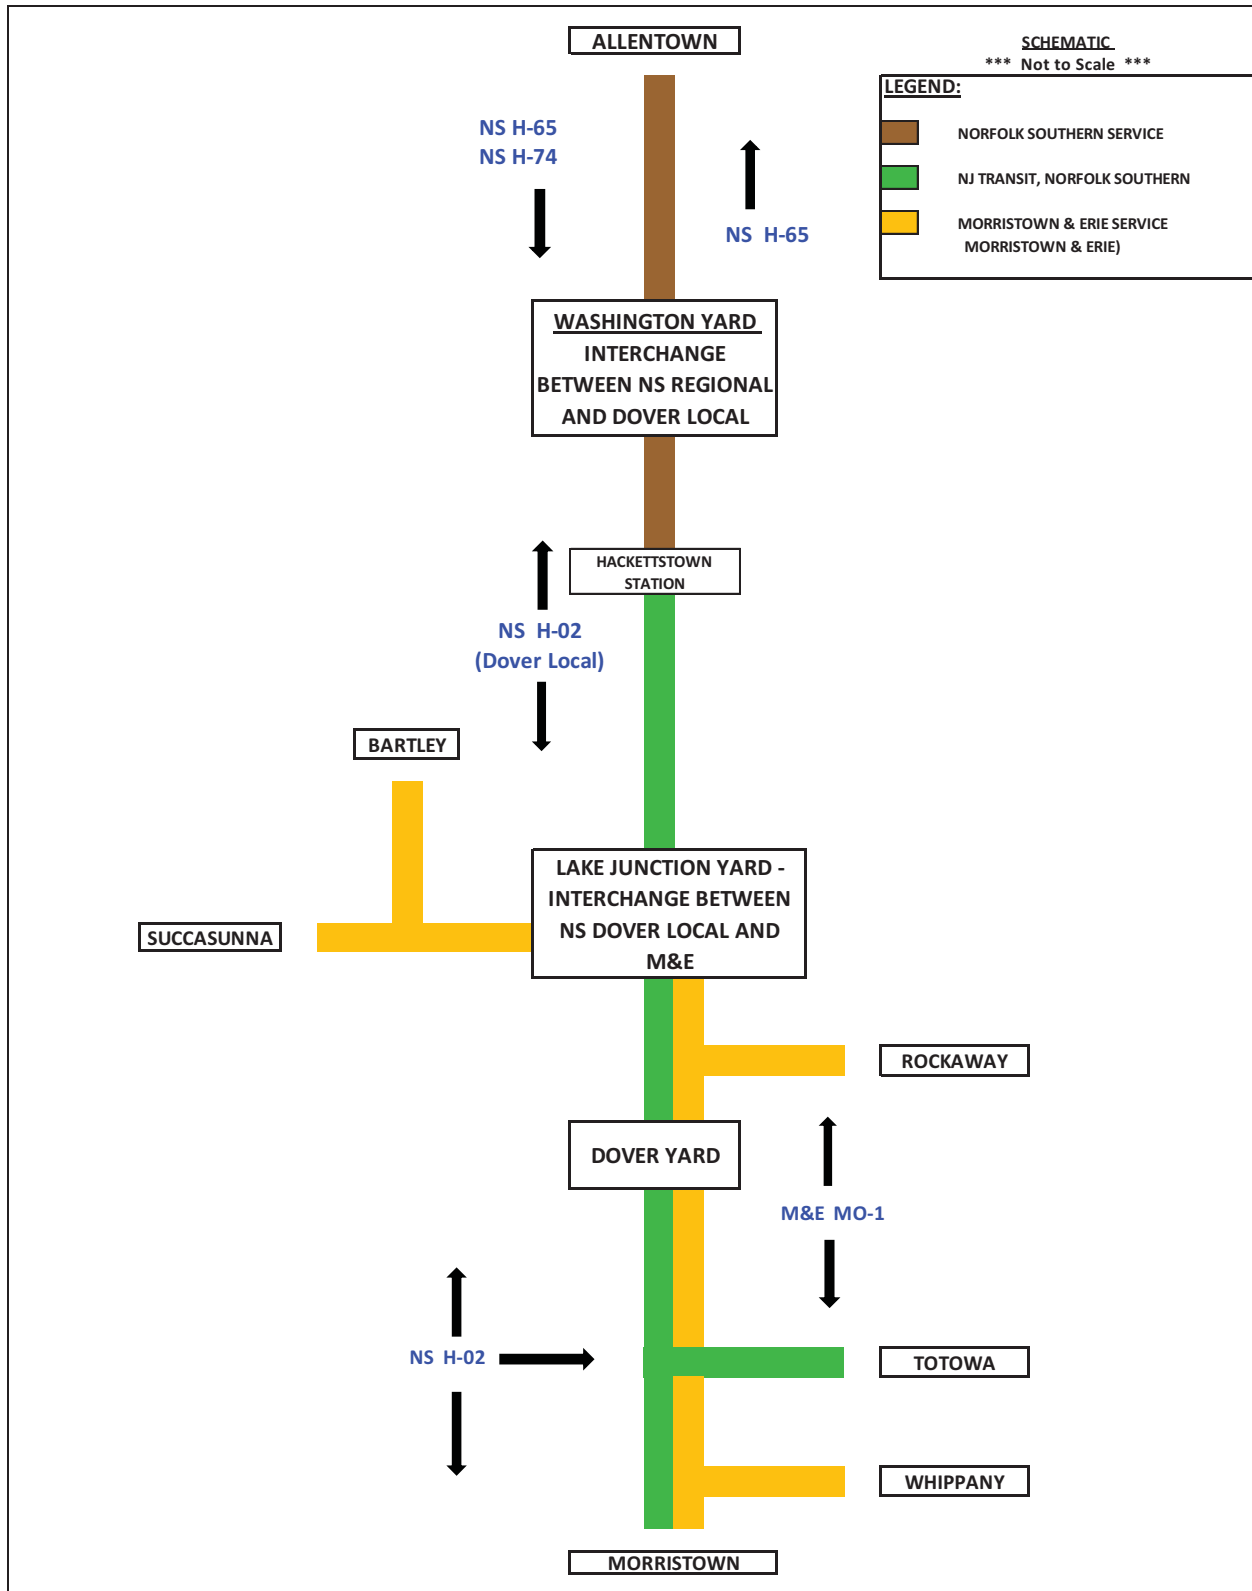 ALLENTOWN
SCHEMATIC
*** Not to Scale ***
LEGEND:
NORFOLK SOUTHERN SERVICE
NJ TRANSIT, NORFOLK SOUTHERN
MORRISTOWN & ERIE SERVICE
MORRISTOWN & ERIE)
NS H-65
NS H-74
NS H-65
WASHINGTON YARD
INTERCHANGE
BETWEEN NS REGIONAL
AND DOVER LOCAL
HACKETTSTOWN
STATION
NS H-02
(Dover Local)
BARTLEY
LAKE JUNCTION YARD -
INTERCHANGE BETWEEN
NS DOVER LOCAL AND
M&E
SUCCASUNNA
ROCKAWAY
DOVER YARD
M&E MO-1
NS H-02
TOTOWA
WHIPPANY
MORRISTOWN